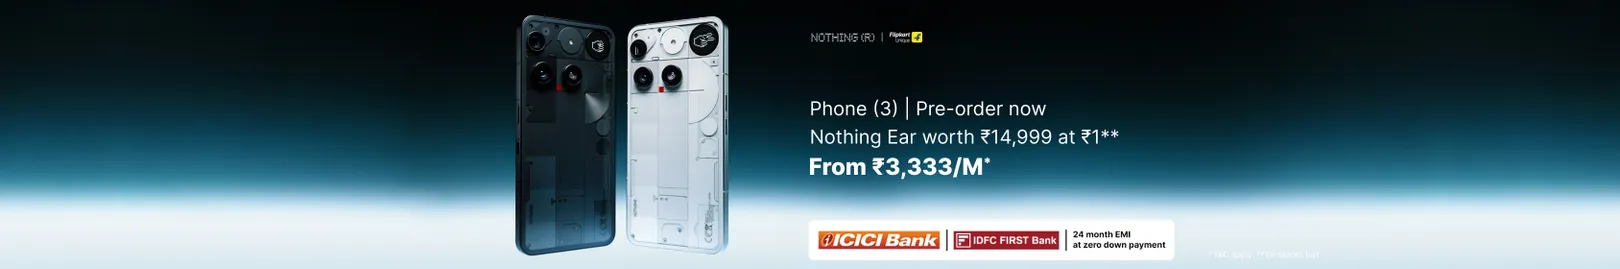 NOTHING (R) | Flipkart Unique
Phone (3) | Pre-order now
Nothing Ear worth ₹14,999 at ₹1**
From ₹3,333/M*
ICICI Bank | IDFC FIRST Bank | 24 month EMI
at zero down payment